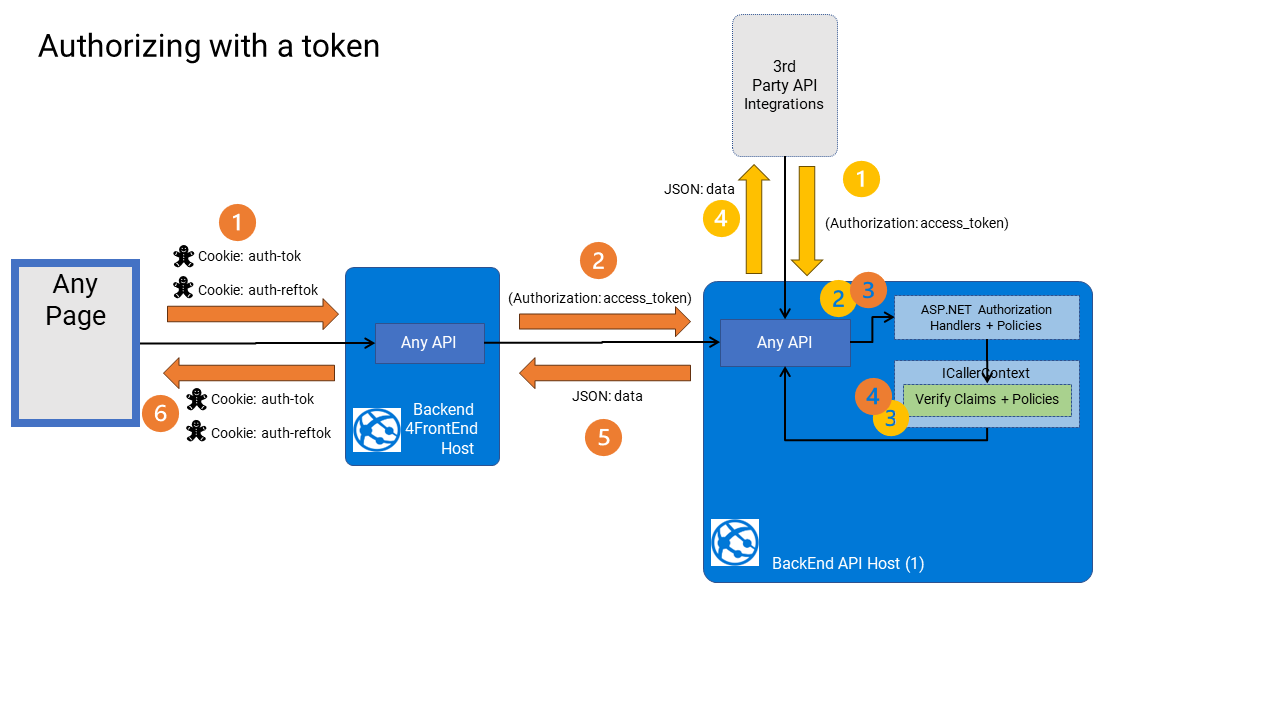 Authorizing with a token
3rd
Party API
Integrations
JSON: data
4
1
(Authorization: access_token)
1
Cookie: auth-tok
Cookie: auth-reftok
Any
Page
6
Cookie: auth-tok
Cookie: auth-reftok
Any API
Backend
4FrontEnd
Host
2
(Authorization: access_token)
JSON: data
5
2
3
Any API
ASP.NET Authorization
Handlers + Policies
ICallerContext
4
3
Verify Claims + Policies
BackEnd API Host (1)